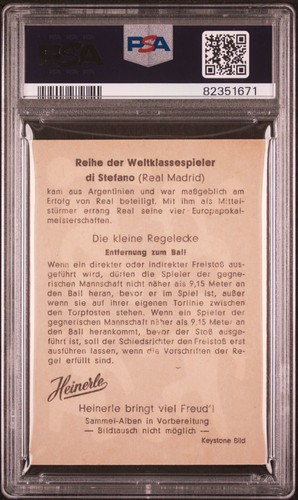 PSA
PSA
82351671
Reihe der Weltklassespieler
di Stefano (Real Madrid)
kam aus Argentinien und war maßgeblich am
Erfolg von Real beteiligt. Mit ihm als Mittel-
stürmer errang Real seine vier Europapokal-
meisterschaften.
Die kleine Regelecke
Entfernung zum Ball
Wenn ein direkter oder indirekter Freistoß aus-
geführt wird, dürfen die Spieler der gegne-
rischen Mannschaft nicht näher als 9,15 Meter an
den Ball heran, bevor er im Spiel ist, außer
wenn sie auf ihrer eigenen Torlinie zwischen
den Torpfosten stehen. Wenn ein Spieler der
gegnerischen Mannschaft näher als 9,15 Meter an
den Ball herankommt, bevor der Stoß ausge-
führt ist, soll der Schiedsrichter den Freistoß erst
ausführen lassen, wenn die Vorschriften der Re-
gel erfüllt sind.
Heinerle
Heinerle bringt viel Freud'!
Sammel-Alben in Vorbereitung
— Bildtausch nicht möglich —
Keystone Bild